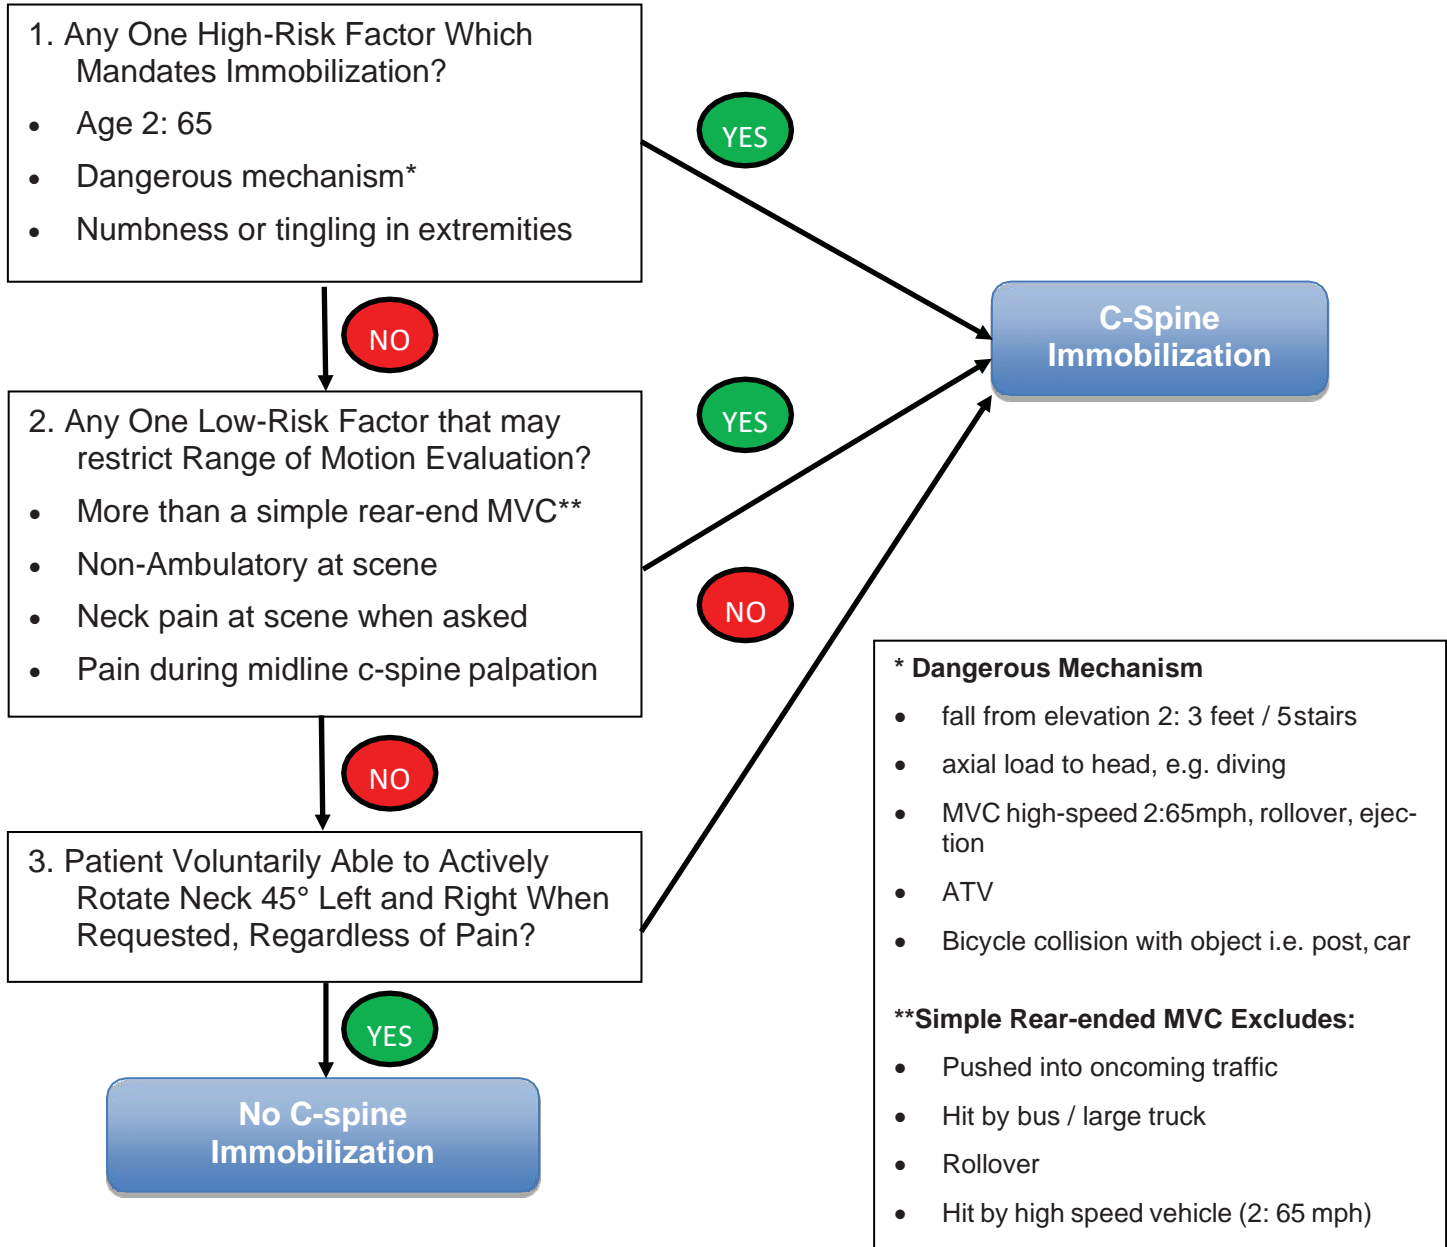 1. Any One High-Risk Factor Which
Mandates Immobilization?
• Age 2: 65
• Dangerous mechanism*
• Numbness or tingling in extremities
YES
NO
C-Spine
Immobilization
2. Any One Low-Risk Factor that may
restrict Range of Motion Evaluation?
• More than a simple rear-end MVC**
• Non-Ambulatory at scene
• Neck pain at scene when asked
• Pain during midline c-spine palpation
YES
NO
NO
3. Patient Voluntarily Able to Actively
Rotate Neck 45° Left and Right When
Requested, Regardless of Pain?
YES
No C-spine
Immobilization
* Dangerous Mechanism
• fall from elevation 2: 3 feet / 5stairs
• axial load to head, e.g. diving
• MVC high-speed 2:65mph, rollover, ejec-
tion
• ATV
• Bicycle collision with object i.e. post, car
**Simple Rear-ended MVC Excludes:
• Pushed into oncoming traffic
• Hit by bus / large truck
• Rollover
• Hit by high speed vehicle (2: 65 mph)